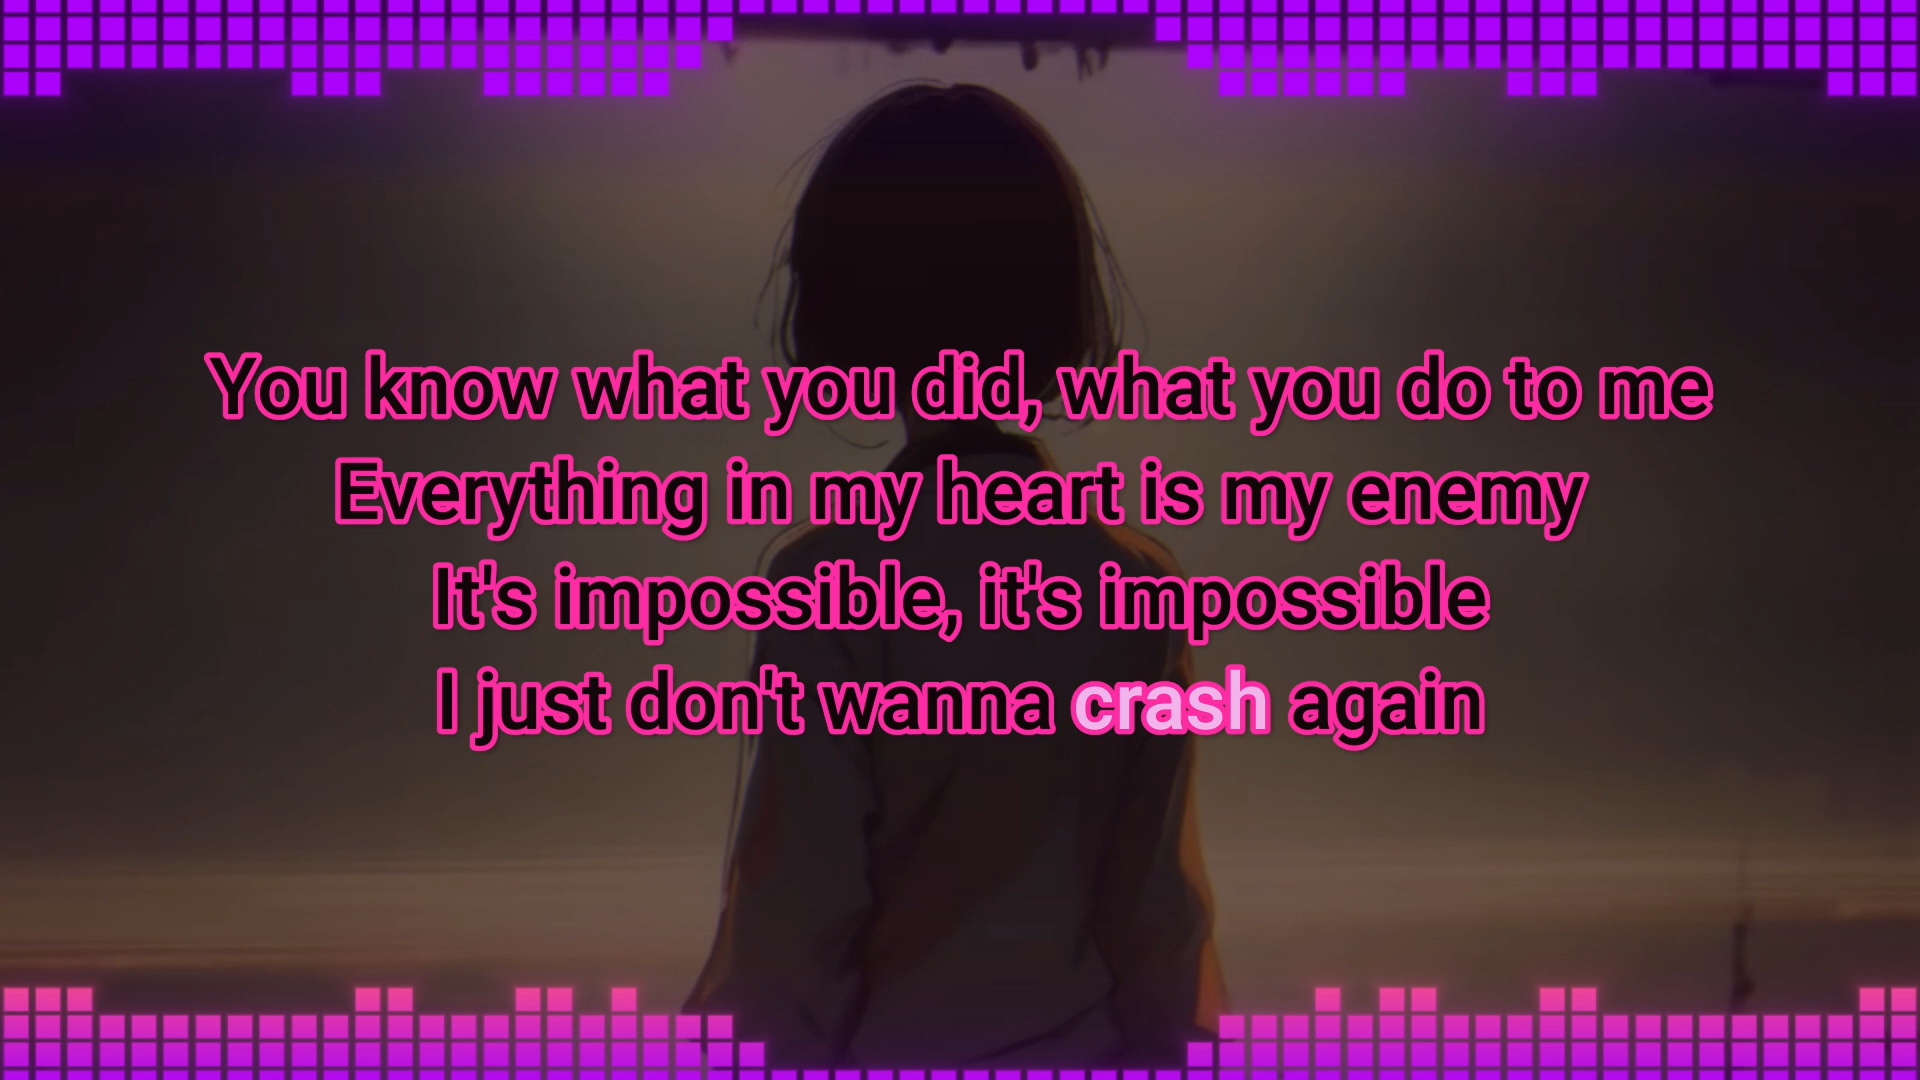 You know what you did, what you do to me
Everything in my heart is my enemy
It's impossible, it's impossible
I just don't wanna crash again